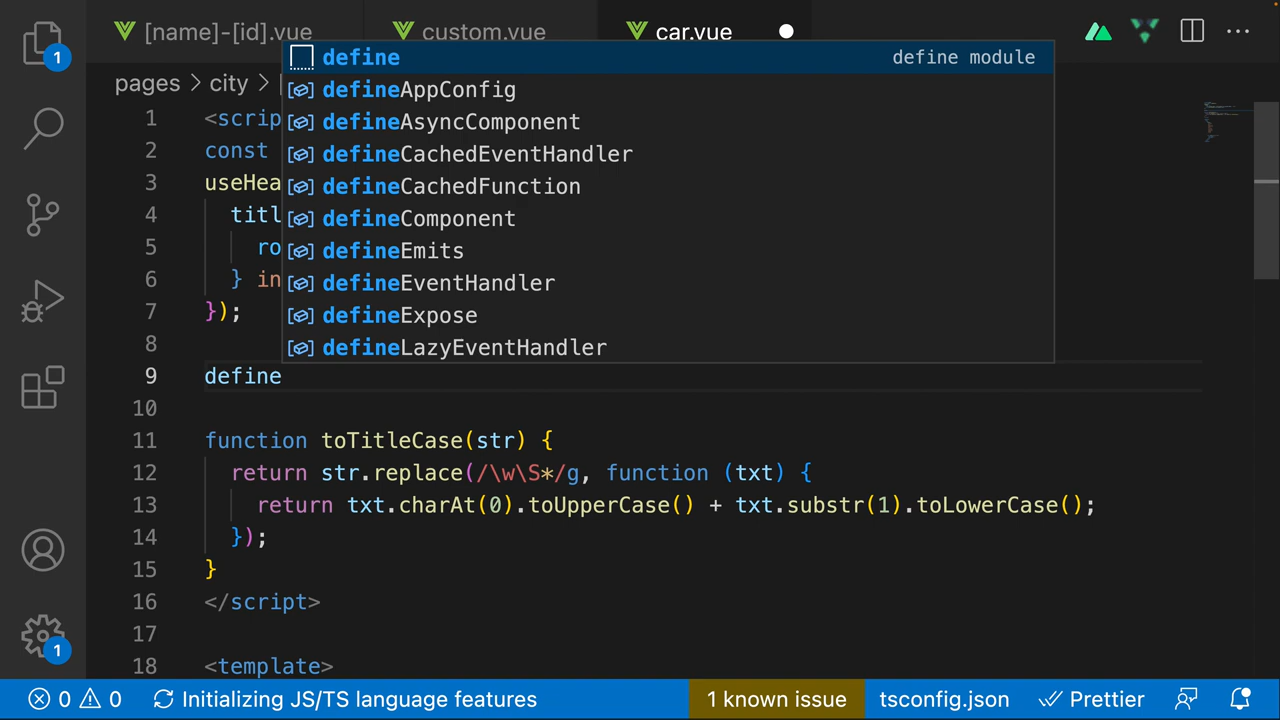 [name]-[id].vue
custom.vue
car.vue
pages > city >
define define module
defineAppConfig
defineAsyncComponent
defineCachedEventHandler
defineCachedFunction
defineComponent
defineEmits
defineEventHandler
defineExpose
defineLazyEventHandler
1 <scrip
2 const
3 useHea
4 titl
5 ro
6 } in
7 });
8
9 define
10
11 function toTitleCase(str) {
12 return str.replace(/\w\S*/g, function (txt) {
13 return txt.charAt(0).toUpperCase() + txt.substr(1).toLowerCase();
14 });
15 }
16 </script>
17
18 <template>
1
1
0 0 Initializing JS/TS language features 1 known issue tsconfig.json Prettier